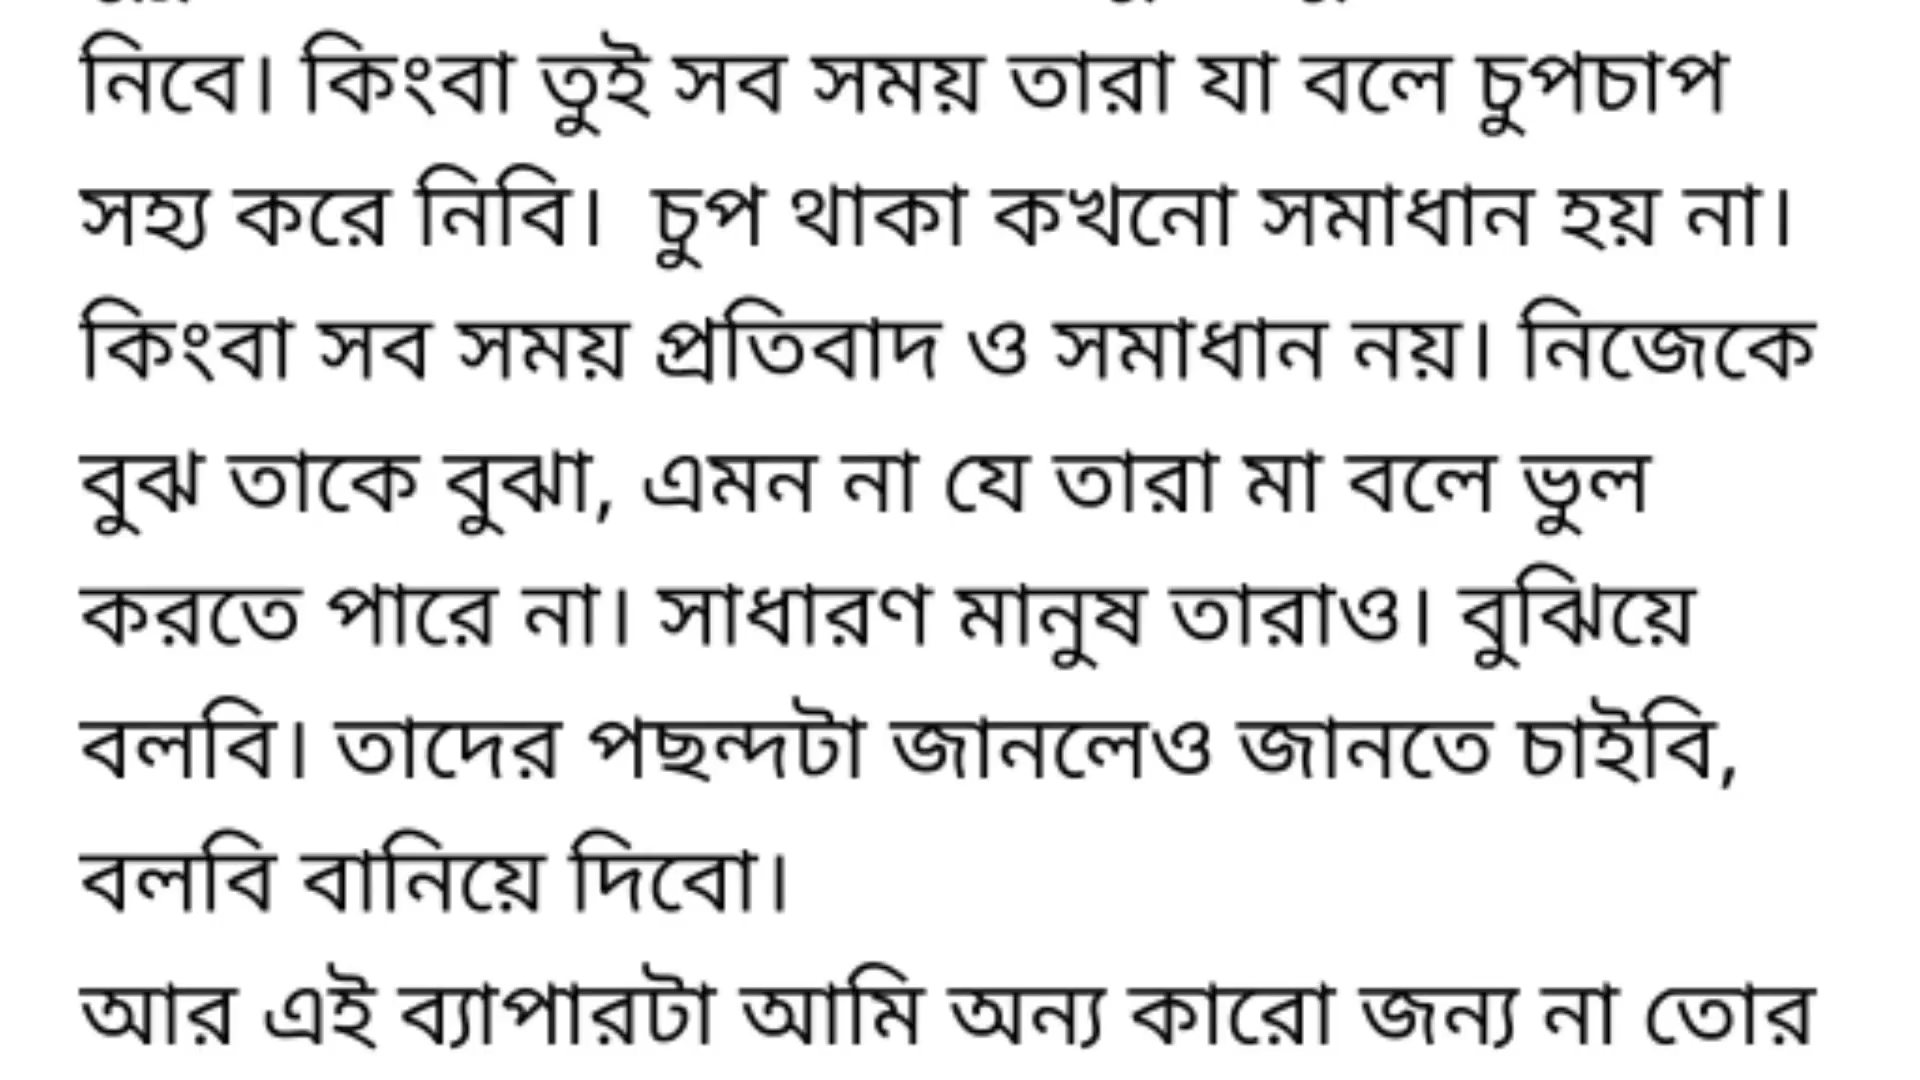 নিবে। কিংবা তুই সব সময় তারা যা বলে চুপচাপ
সহ্য করে নিবি।  চুপ থাকা কখনো সমাধান হয় না।
কিংবা সব সময় প্রতিবাদ ও সমাধান নয়। নিজেকে
বুঝ তাকে বুঝা, এমন না যে তারা মা বলে ভুল
করতে পারে না। সাধারণ মানুষ তারাও। বুঝিয়ে
বলবি। তাদের পছন্দটা জানলেও জানতে চাইবি,
বলবি বানিয়ে দিবো।
আর এই ব্যাপারটা আমি অন্য কারো জন্য না তোর